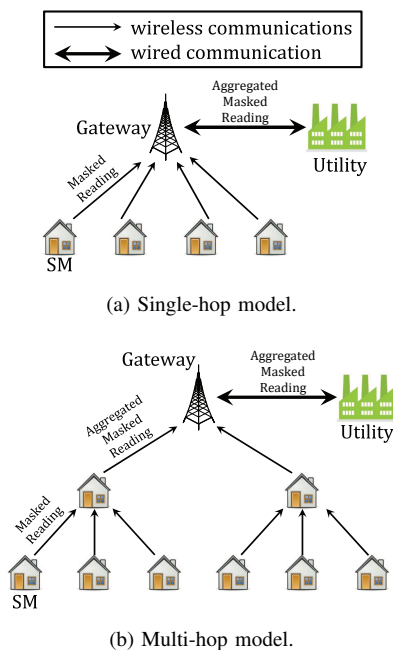 wireless communications
wired communication
Aggregated
Masked
Reading
Gateway
Utility
Masked
Reading
SM
(a) Single-hop model.
Gateway
Aggregated
Masked
Reading
Utility
Aggregated
Masked
Reading
Masked
Reading
SM
(b) Multi-hop model.